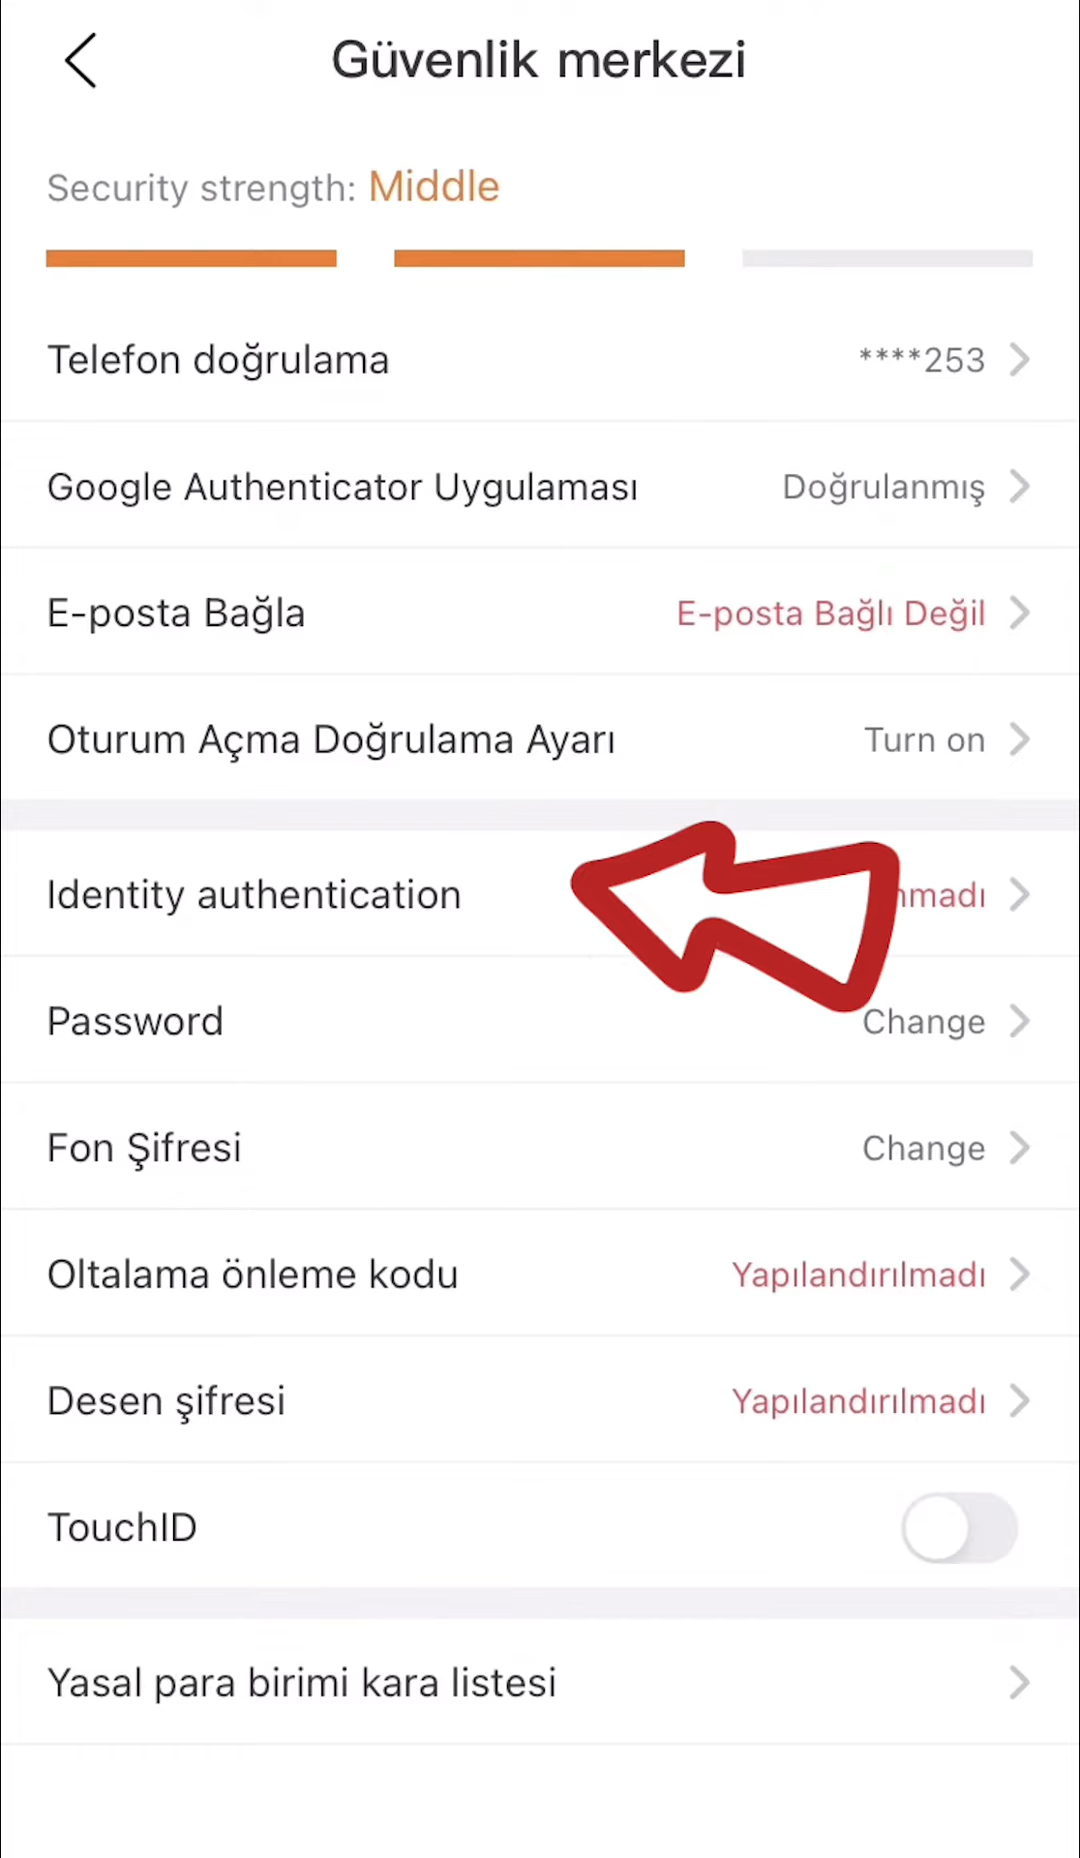 Güvenlik merkezi
Security strength: Middle
Telefon doğrulama ****253
Google Authenticator Uygulaması Doğrulanmış
E-posta Bağla E-posta Bağlı Değil
Oturum Açma Doğrulama Ayarı Turn on
Identity authentication
Password Change
Fon Şifresi Change
Oltalama önleme kodu Yapılandırılmadı
Desen şifresi Yapılandırılmadı
TouchID
Yasal para birimi kara listesi